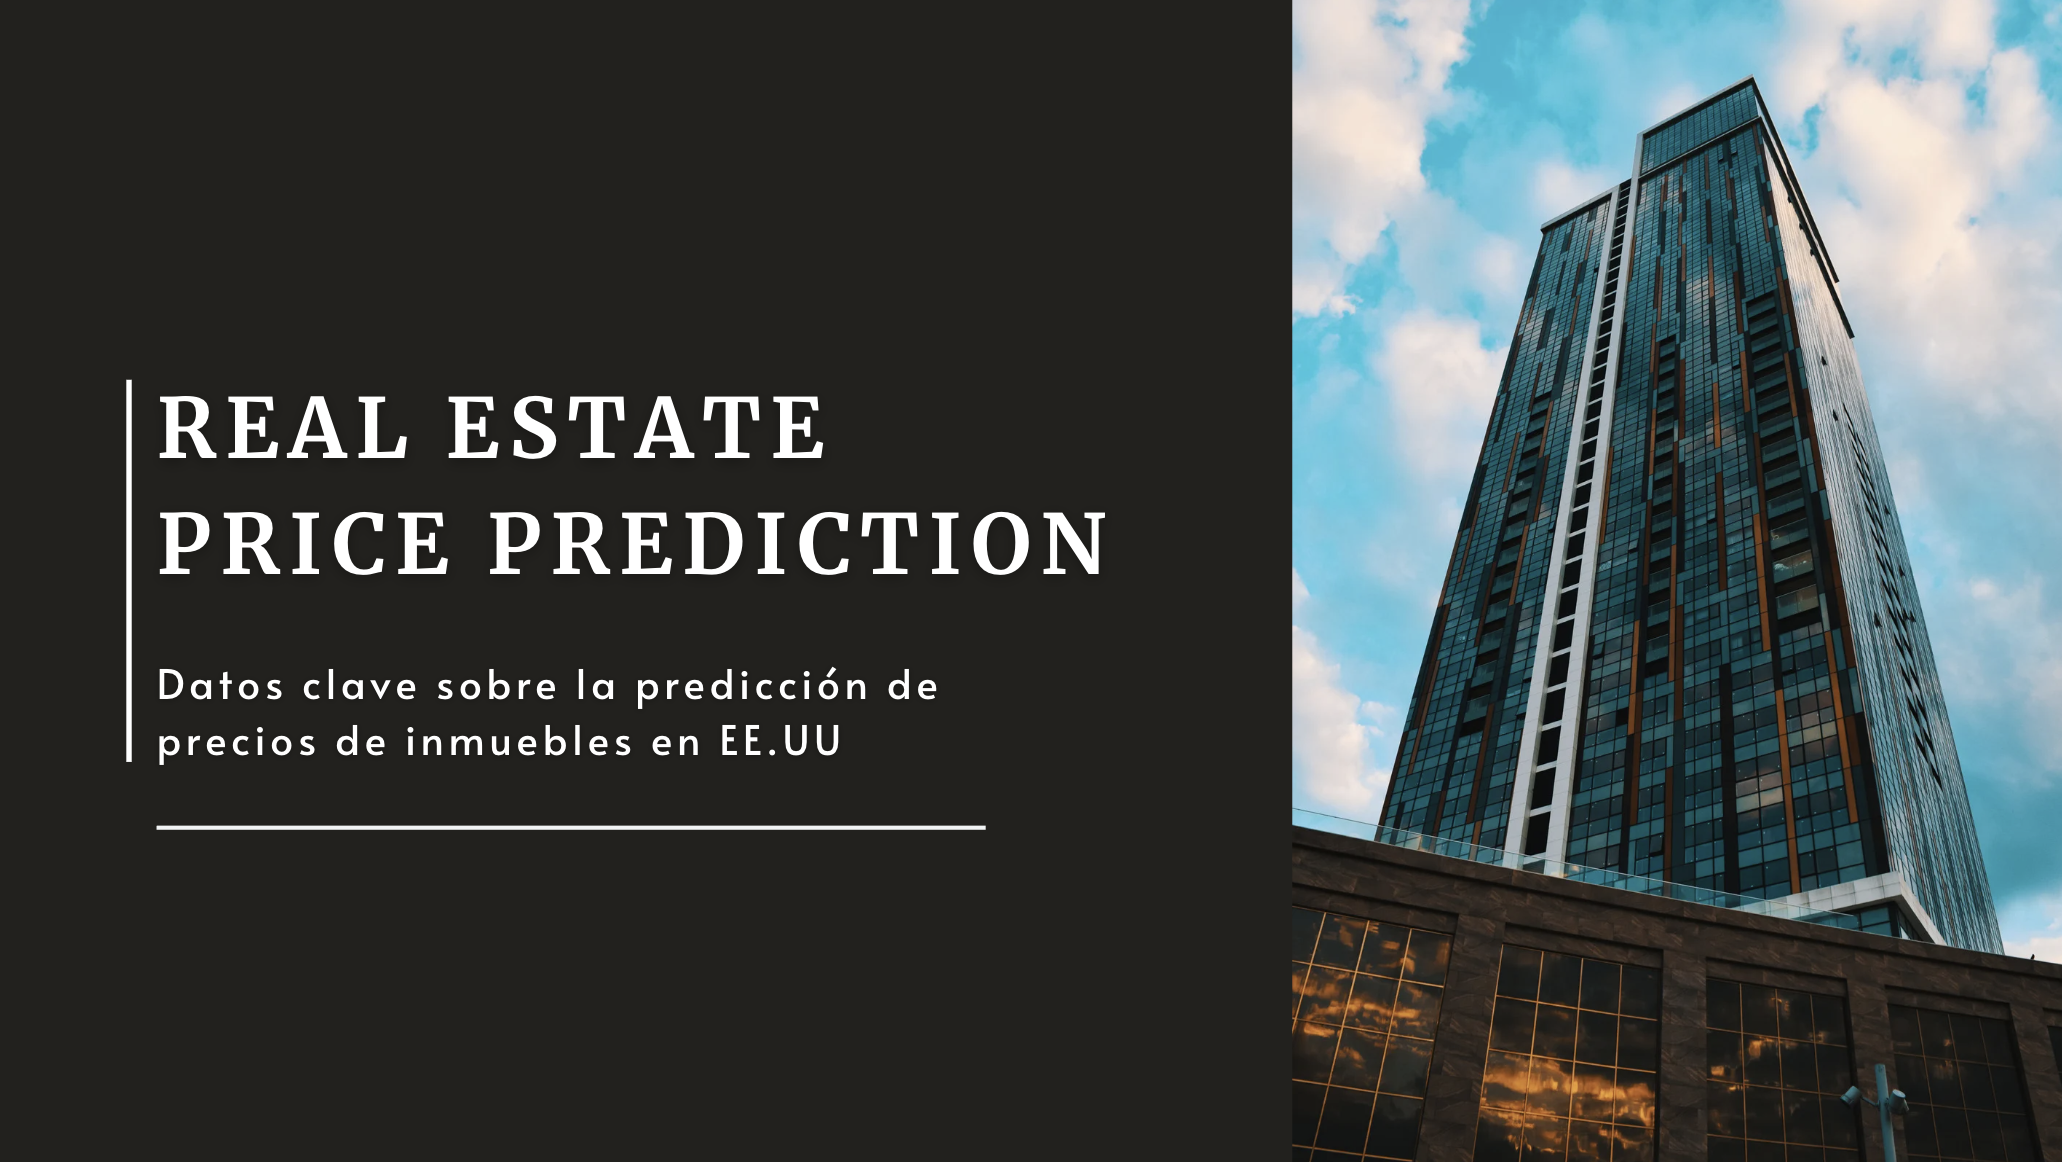 REAL ESTATE
PRICE PREDICTION
Datos clave sobre la predicción de
precios de inmuebles en EE.UU